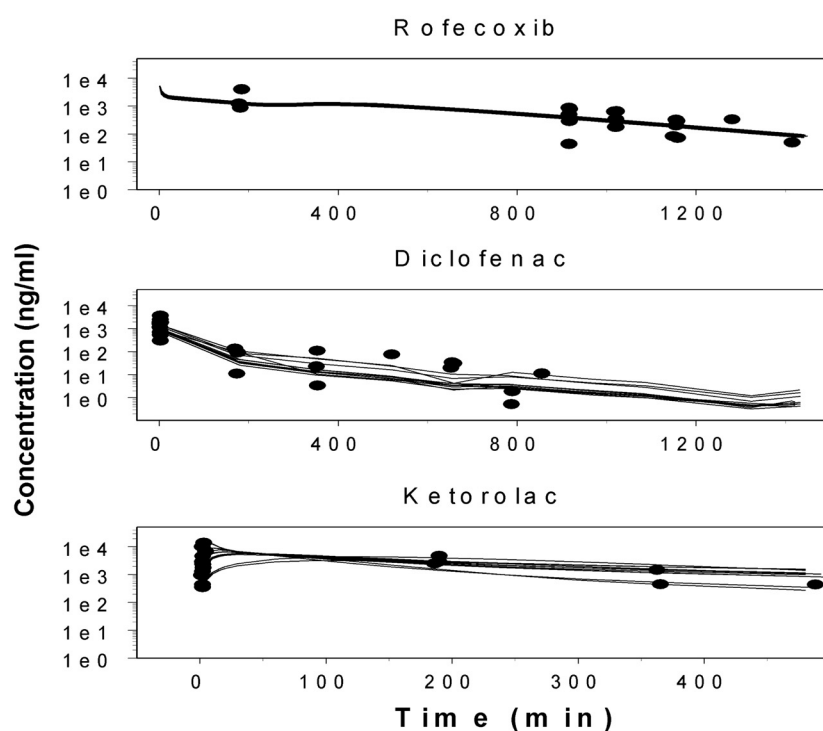 Rofecoxib
1e4
1e3
1e2
1e1
1e0
0 400 800 1200
Diclofenac
1e4
1e3
1e2
1e1
1e0
0 400 800 1200
Ketorolac
1e4
1e3
1e2
1e1
1e0
0 100 200 300 400
Concentration (ng/ml)
Time (min)